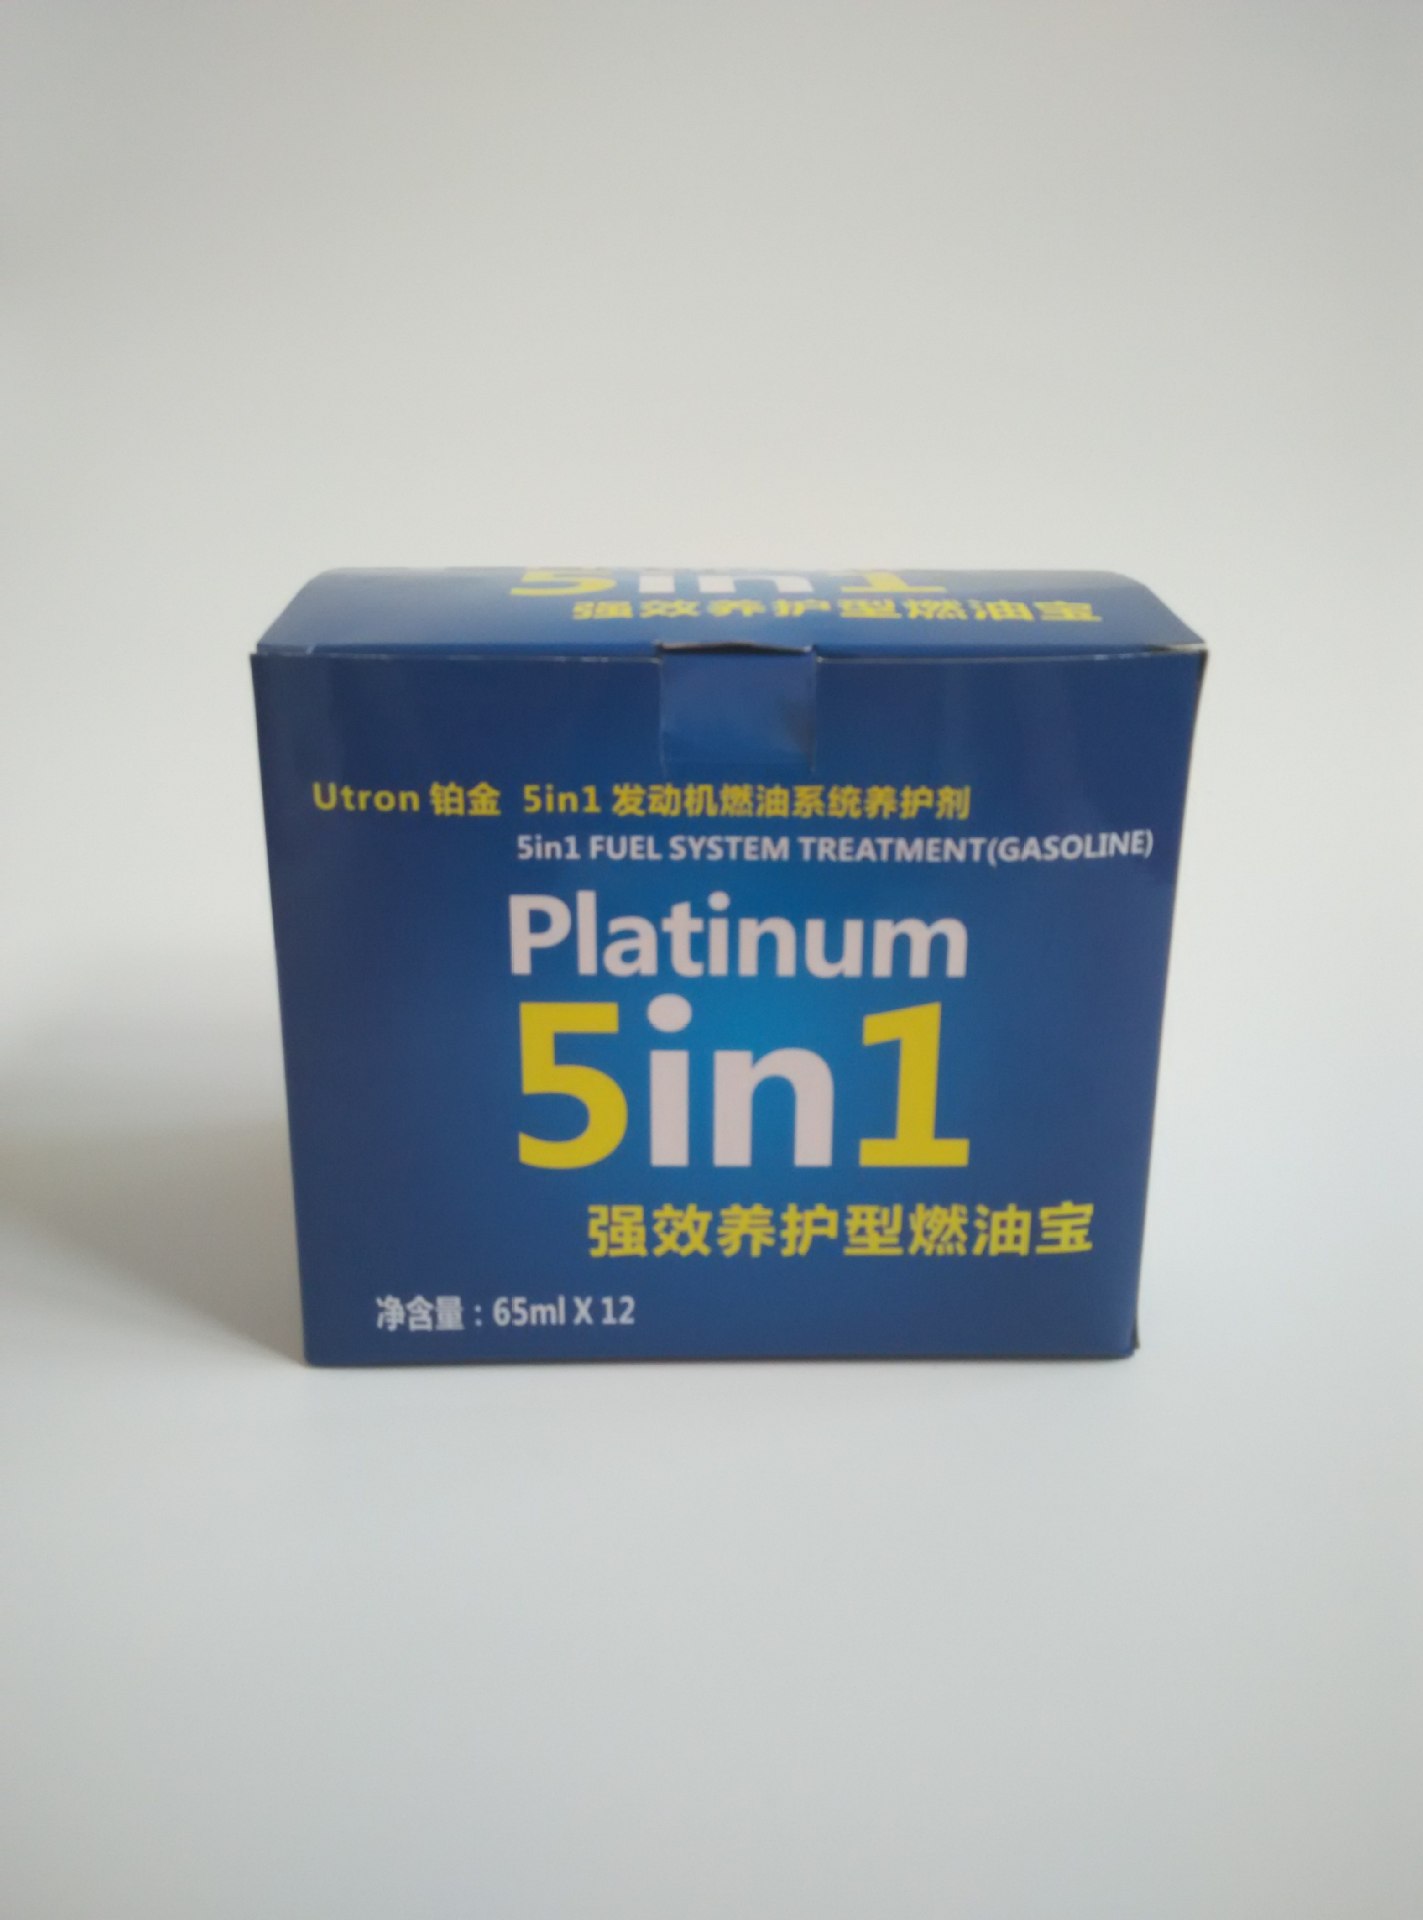 5in1
强效养护型燃油宝
Utron 铂金 5in1 发动机燃油系统养护剂
5in1 FUEL SYSTEM TREATMENT(GASOLINE)
Platinum
5in1
强效养护型燃油宝
净含量：65ml X 12